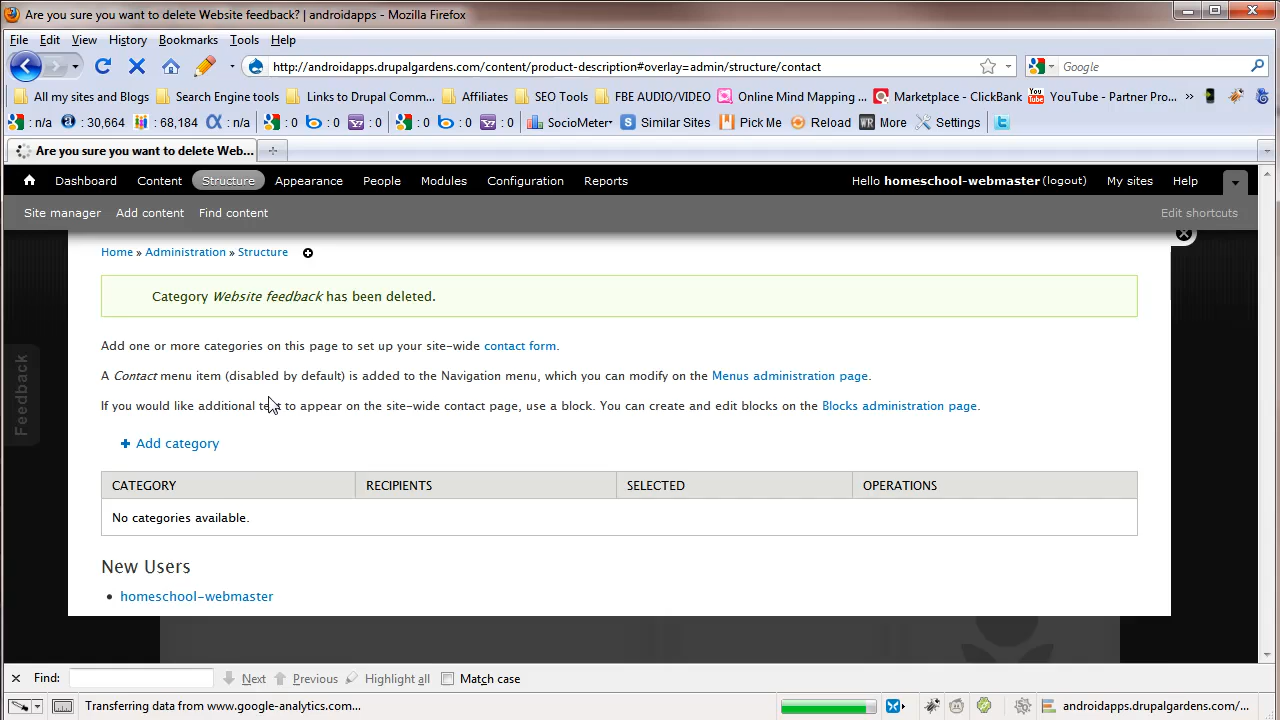 Are you sure you want to delete Website feedback? | androidapps - Mozilla Firefox
File Edit View History Bookmarks Tools Help
http://androidapps.drupalgardens.com/content/product-description#overlay=admin/structure/contact Google
All my sites and Blogs Search Engine tools Links to Drupal Comm... Affiliates SEO Tools FBE AUDIO/VIDEO Online Mind Mapping ... Marketplace - ClickBank YouTube - Partner Pro... »
: n/a : 30,664 : 68,184 : n/a : 0 : 0 : 0 : 0 : 0 : 0 SocioMeter Similar Sites Pick Me Reload More Settings
Are you sure you want to delete Web...
Dashboard Content Structure Appearance People Modules Configuration Reports Hello homeschool-webmaster (logout) My sites Help
Site manager Add content Find content Edit shortcuts
Home » Administration » Structure
Category Website feedback has been deleted.
Add one or more categories on this page to set up your site-wide contact form.
A Contact menu item (disabled by default) is added to the Navigation menu, which you can modify on the Menus administration page.
If you would like additional text to appear on the site-wide contact page, use a block. You can create and edit blocks on the Blocks administration page.
Feedback
+ Add category
CATEGORY RECIPIENTS SELECTED OPERATIONS
No categories available.
New Users
• homeschool-webmaster
Find: Next Previous Highlight all Match case
Transferring data from www.google-analytics.com... androidapps.drupalgardens.com/...